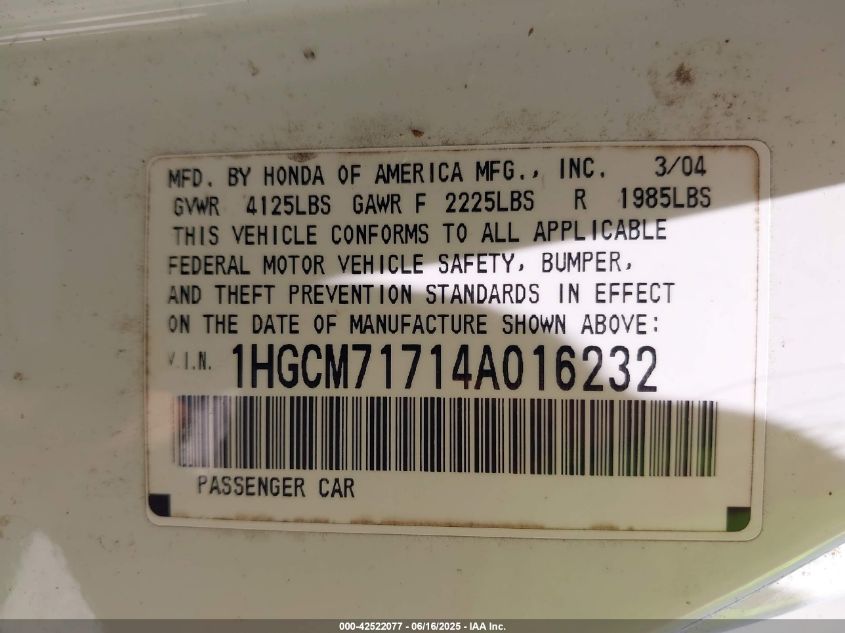 MFD. BY HONDA OF AMERICA MFG., INC. 3/04
GVWR 4125LBS GAWR F 2225LBS R 1985LBS
THIS VEHICLE CONFORMS TO ALL APPLICABLE
FEDERAL MOTOR VEHICLE SAFETY, BUMPER,
AND THEFT PREVENTION STANDARDS IN EFFECT
ON THE DATE OF MANUFACTURE SHOWN ABOVE:
V.I.N. 1HGCM71714A016232
PASSENGER CAR
000-42522077 - 06/16/2025 - IAA Inc.